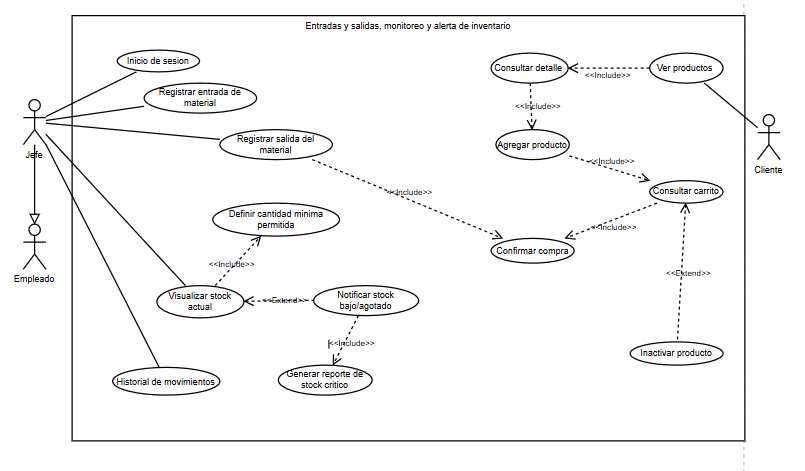 Entradas y salidas, monitoreo y alerta de inventario
Inicio de sesion
Consultar detalle
<<Include>>
Ver productos
Registrar entrada de
material
<<Include>>
Jefe
Registrar salida del
material
Agregar producto
<<Include>>
Cliente
<<Include>>
Consultar carrito
Definir cantidad minima
permitida
<<Include>>
Confirmar compra
Empleado
<<Include>>
<<Extend>>
Visualizar stock
actual
<<Extend>>
Notificar stock
bajo/agotado
<<Include>>
Inactivar producto
Historial de movimientos
Generar reporte de
stock critico